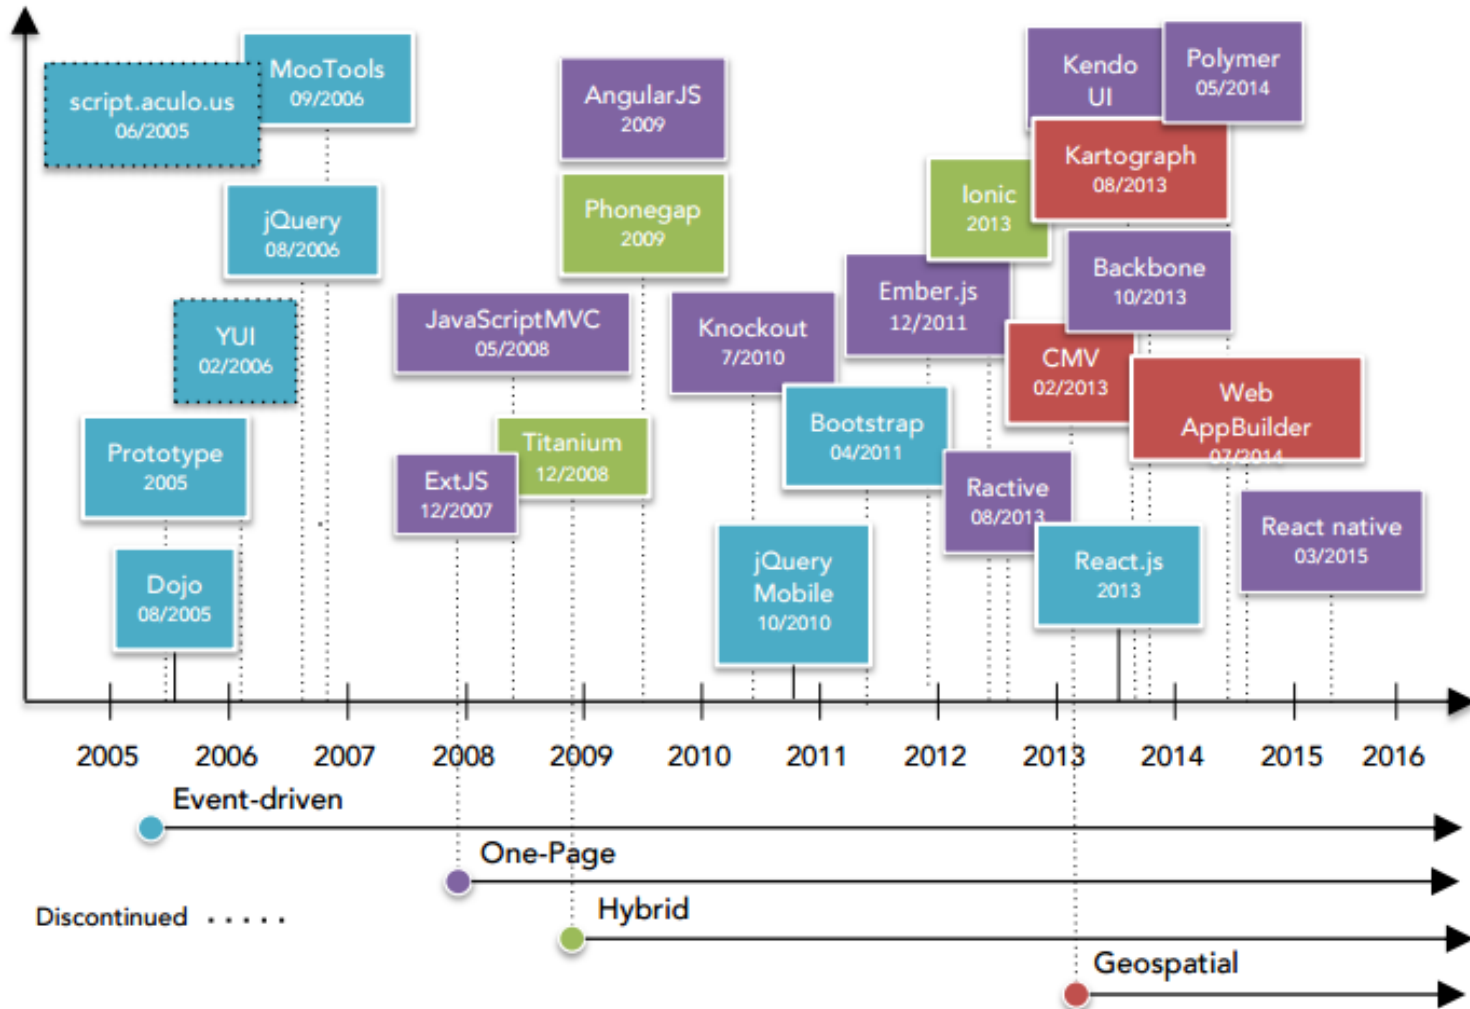 script.aculo.us
06/2005
MooTools
09/2006
jQuery
08/2006
YUI
02/2006
Prototype
2005
Dojo
08/2005
AngularJS
2009
Phonegap
2009
JavaScriptMVC
05/2008
Titanium
12/2008
ExtJS
12/2007
Knockout
7/2010
Bootstrap
04/2011
jQuery
Mobile
10/2010
Kendo
UI
Polymer
05/2014
Kartograph
08/2013
Ionic
2013
Ember.js
12/2011
Backbone
10/2013
CMV
02/2013
Web
AppBuilder
07/2014
Ractive
08/2013
React.js
2013
React native
03/2015
2005 2006 2007 2008 2009 2010 2011 2012 2013 2014 2015 2016
Event-driven
One-Page
Discontinued
Hybrid
Geospatial